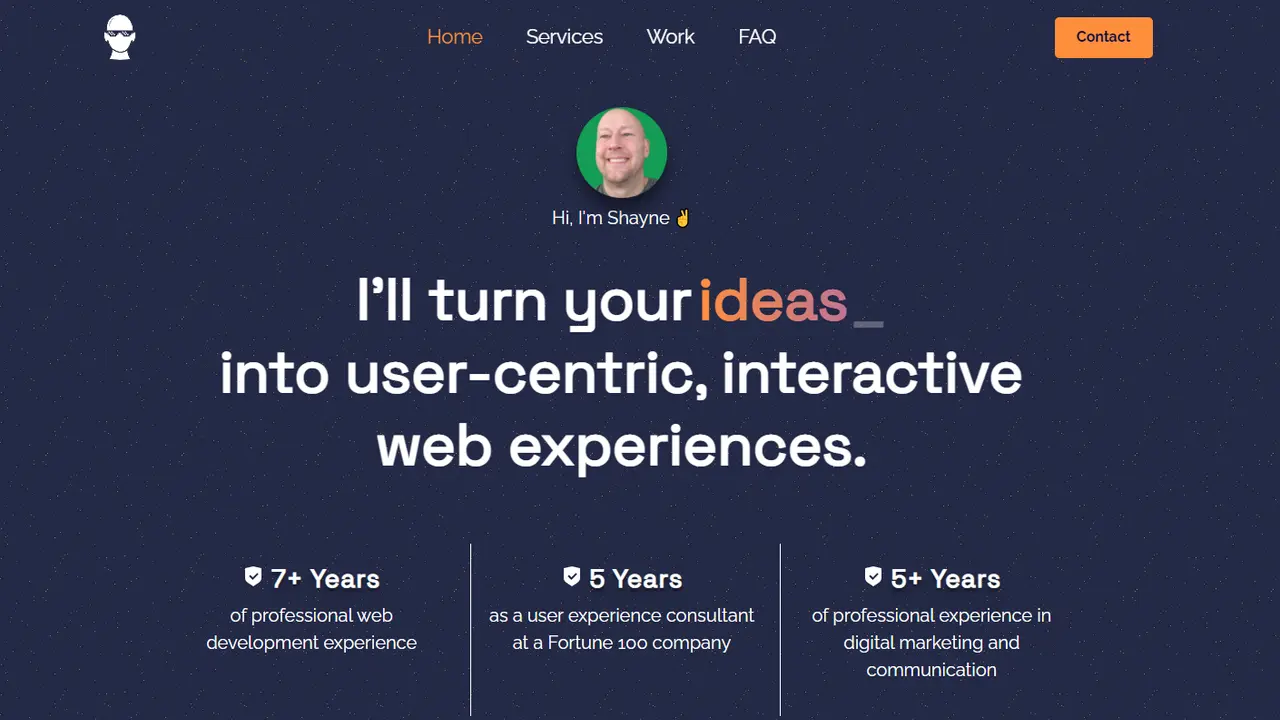 Home Services Work FAQ Contact
Hi, I'm Shayne ✌
I'll turn your ideas_
into user-centric, interactive
web experiences.
7+ Years
of professional web
development experience
5 Years
as a user experience consultant
at a Fortune 100 company
5+ Years
of professional experience in
digital marketing and
communication